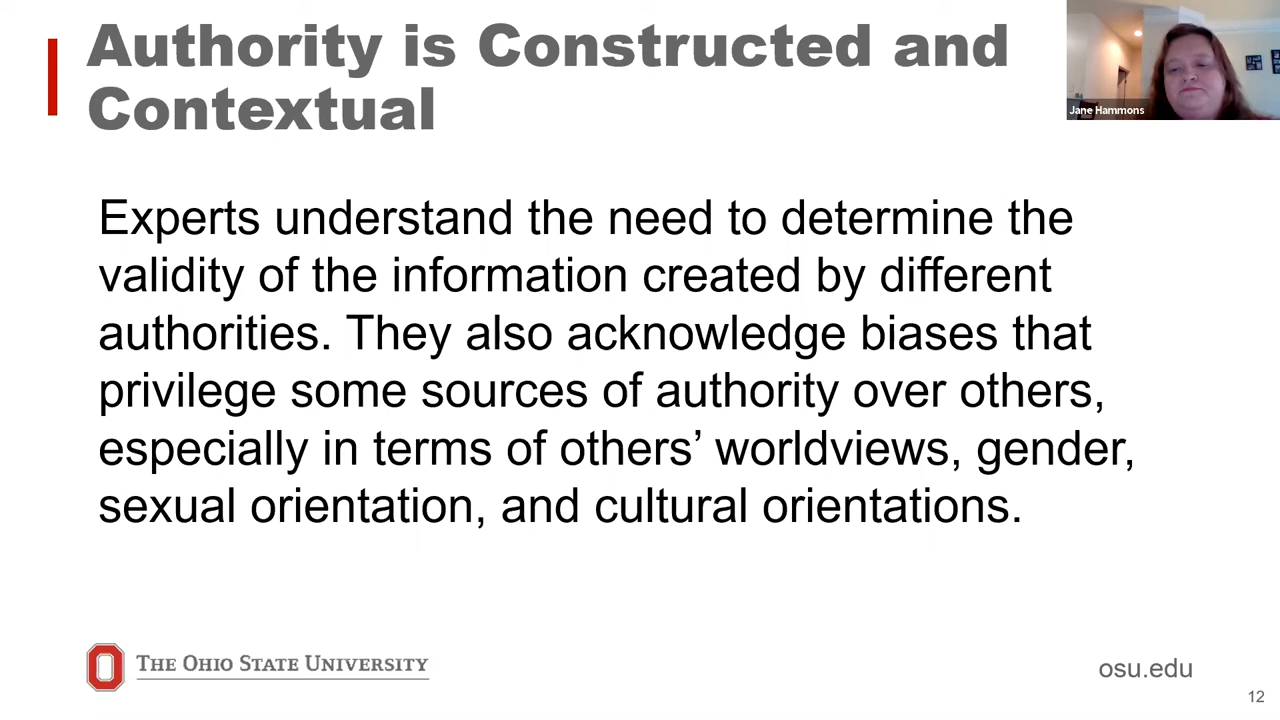 Authority is Constructed and
Contextual
Jane Hammons
Experts understand the need to determine the
validity of the information created by different
authorities. They also acknowledge biases that
privilege some sources of authority over others,
especially in terms of others’ worldviews, gender,
sexual orientation, and cultural orientations.
THE OHIO STATE UNIVERSITY
osu.edu
12